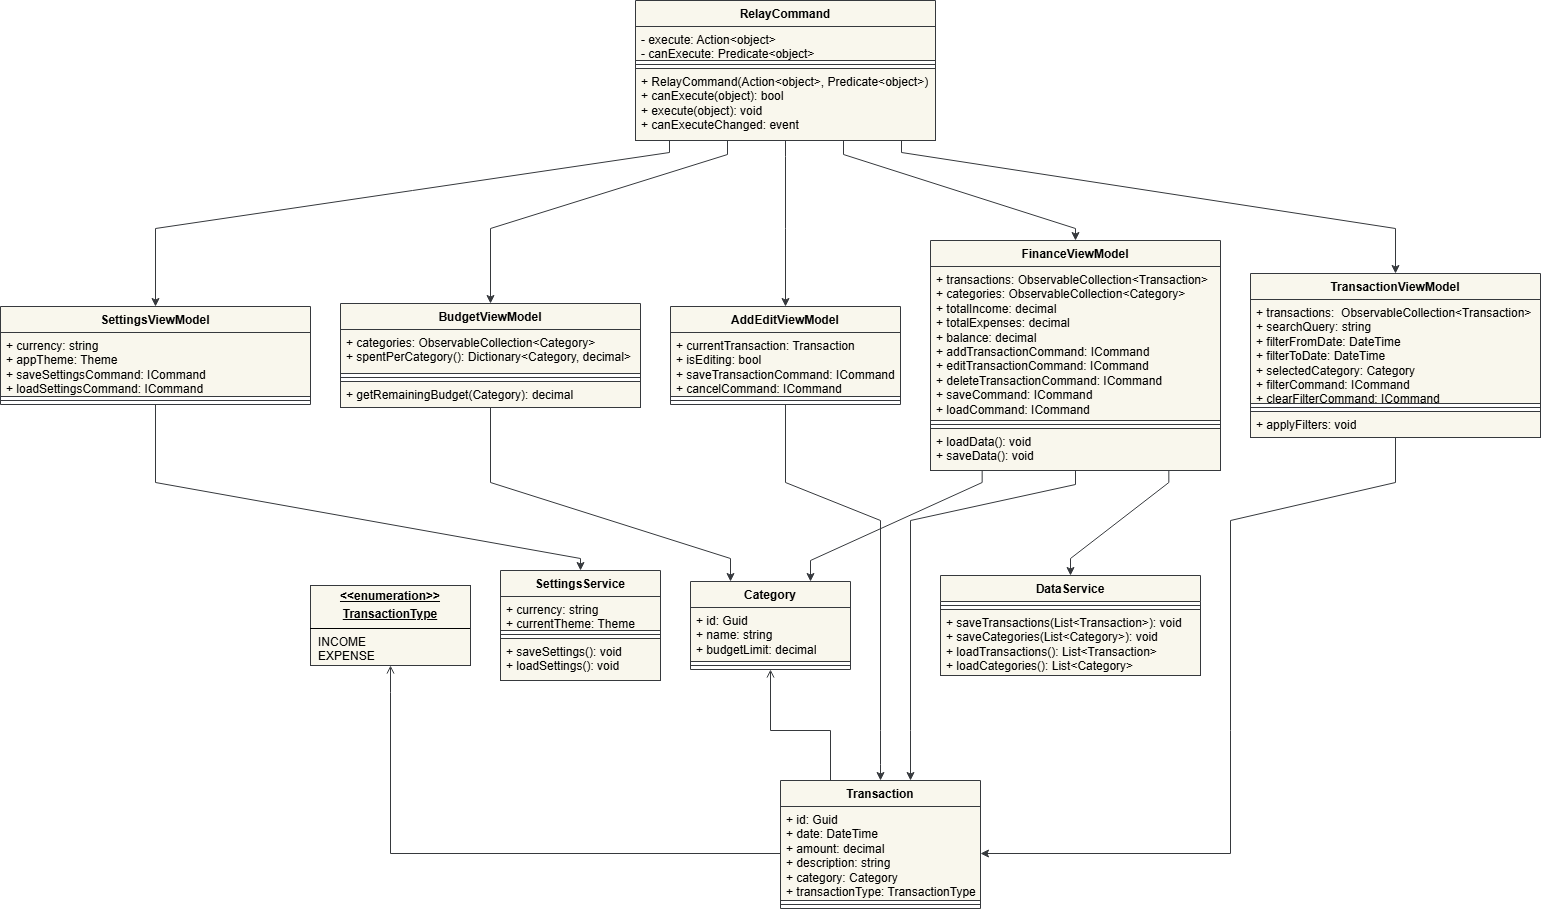 RelayCommand
- execute: Action<object>
- canExecute: Predicate<object>
+ RelayCommand(Action<object>, Predicate<object>)
+ canExecute(object): bool
+ execute(object): void
+ canExecuteChanged: event
SettingsViewModel
+ currency: string
+ appTheme: Theme
+ saveSettingsCommand: ICommand
+ loadSettingsCommand: ICommand
BudgetViewModel
+ categories: ObservableCollection<Category>
+ spentPerCategory(): Dictionary<Category, decimal>
+ getRemainingBudget(Category): decimal
AddEditViewModel
+ currentTransaction: Transaction
+ isEditing: bool
+ saveTransactionCommand: ICommand
+ cancelCommand: ICommand
FinanceViewModel
+ transactions: ObservableCollection<Transaction>
+ categories: ObservableCollection<Category>
+ totalIncome: decimal
+ totalExpenses: decimal
+ balance: decimal
+ addTransactionCommand: ICommand
+ editTransactionCommand: ICommand
+ deleteTransactionCommand: ICommand
+ saveCommand: ICommand
+ loadCommand: ICommand
+ loadData(): void
+ saveData(): void
TransactionViewModel
+ transactions:  ObservableCollection<Transaction>
+ searchQuery: string
+ filterFromDate: DateTime
+ filterToDate: DateTime
+ selectedCategory: Category
+ filterCommand: ICommand
+ clearFilterCommand: ICommand
+ applyFilters: void
<<enumeration>>
TransactionType
INCOME
EXPENSE
SettingsService
+ currency: string
+ currentTheme: Theme
+ saveSettings(): void
+ loadSettings(): void
Category
+ id: Guid
+ name: string
+ budgetLimit: decimal
DataService
+ saveTransactions(List<Transaction>): void
+ saveCategories(List<Category>): void
+ loadTransactions(): List<Transaction>
+ loadCategories(): List<Category>
Transaction
+ id: Guid
+ date: DateTime
+ amount: decimal
+ description: string
+ category: Category
+ transactionType: TransactionType